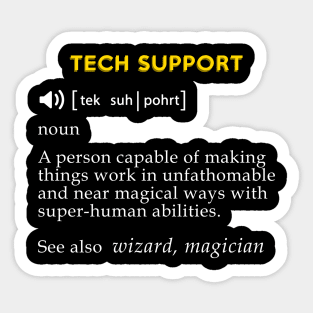 TECH SUPPORT
[tek suh|pohrt]
noun
A person capable of making
things work in unfathomable
and near magical ways with
super-human abilities.
See also wizard, magician